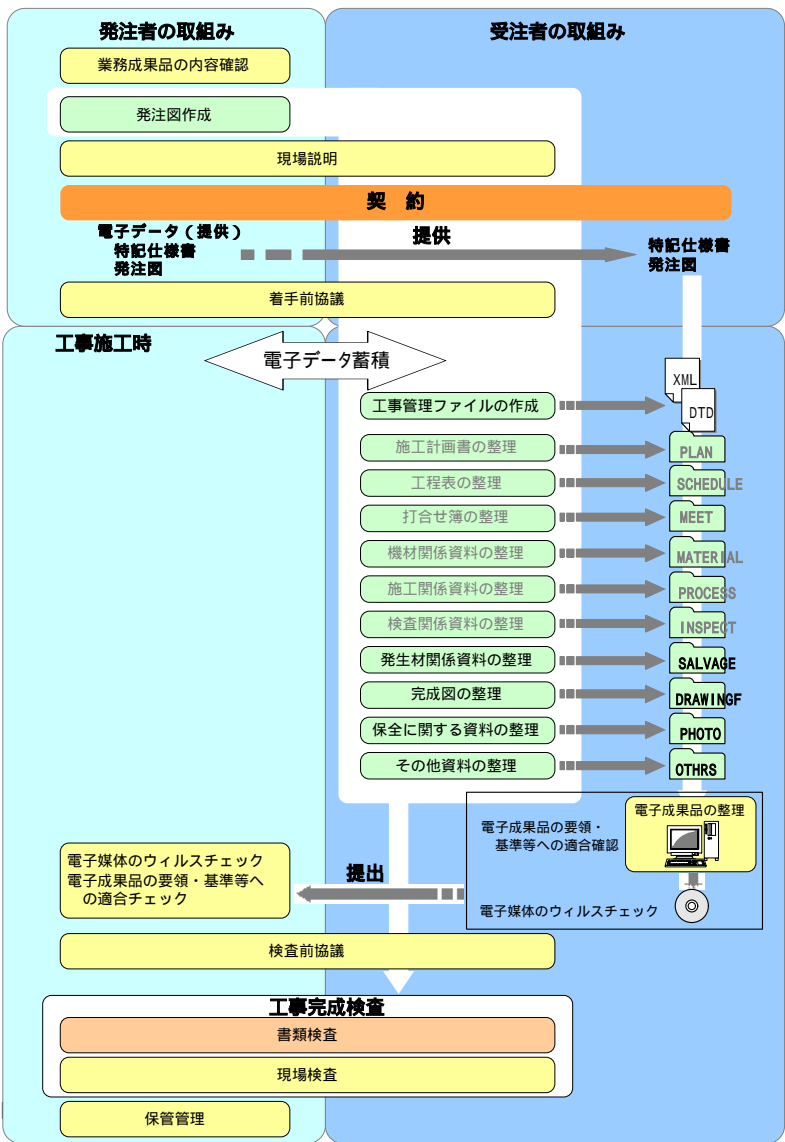 発注者の取組み
受注者の取組み
業務成果品の内容確認
発注図作成
現場説明
契 約
電子データ(提供)
特記仕様書
発注図
提供
特記仕様書
発注図
着手前協議
工事施工時
電子データ蓄積
XML
DTD
工事管理ファイルの作成
施工計画書の整理
PLAN
工程表の整理
SCHEDULE
打合せ簿の整理
MEET
機材関係資料の整理
MATERIAL
施工関係資料の整理
PROCESS
検査関係資料の整理
INSPECT
発生材関係資料の整理
SALVAGE
完成図の整理
DRAWINGF
保全に関する資料の整理
PHOTO
その他資料の整理
OTHRS
電子成果品の整理
電子成果品の要領・
基準等への適合確認
電子媒体のウィルスチェック
提出
電子媒体のウィルスチェック
電子成果品の要領・基準等へ
の適合チェック
検査前協議
工事完成検査
書類検査
現場検査
保管管理